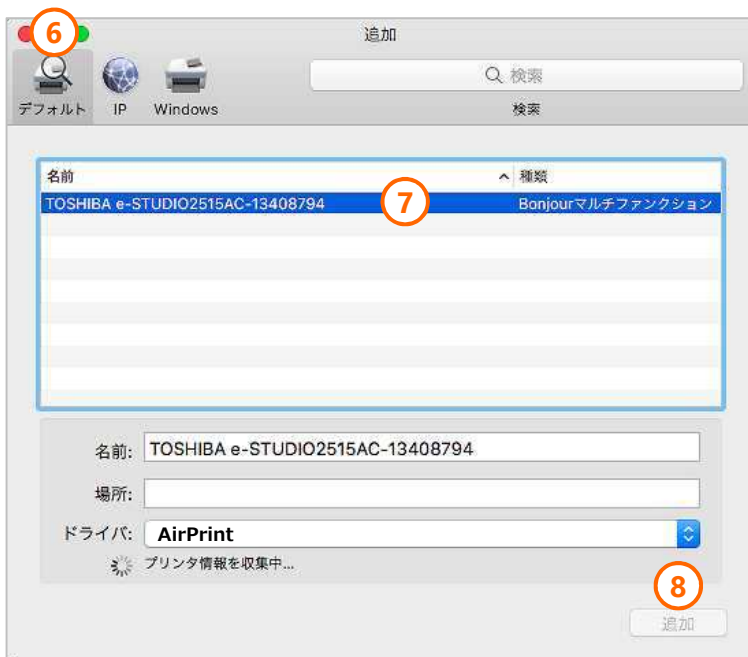 ⑥
追加
デフォルト IP Windows
検索
検索
名前 種類
TOSHIBA e-STUDIO2515AC-13408794 ⑦ Bonjourマルチファンクション
名前: TOSHIBA e-STUDIO2515AC-13408794
場所:
ドライバ: AirPrint
プリンタ情報を収集中...
⑧
追加